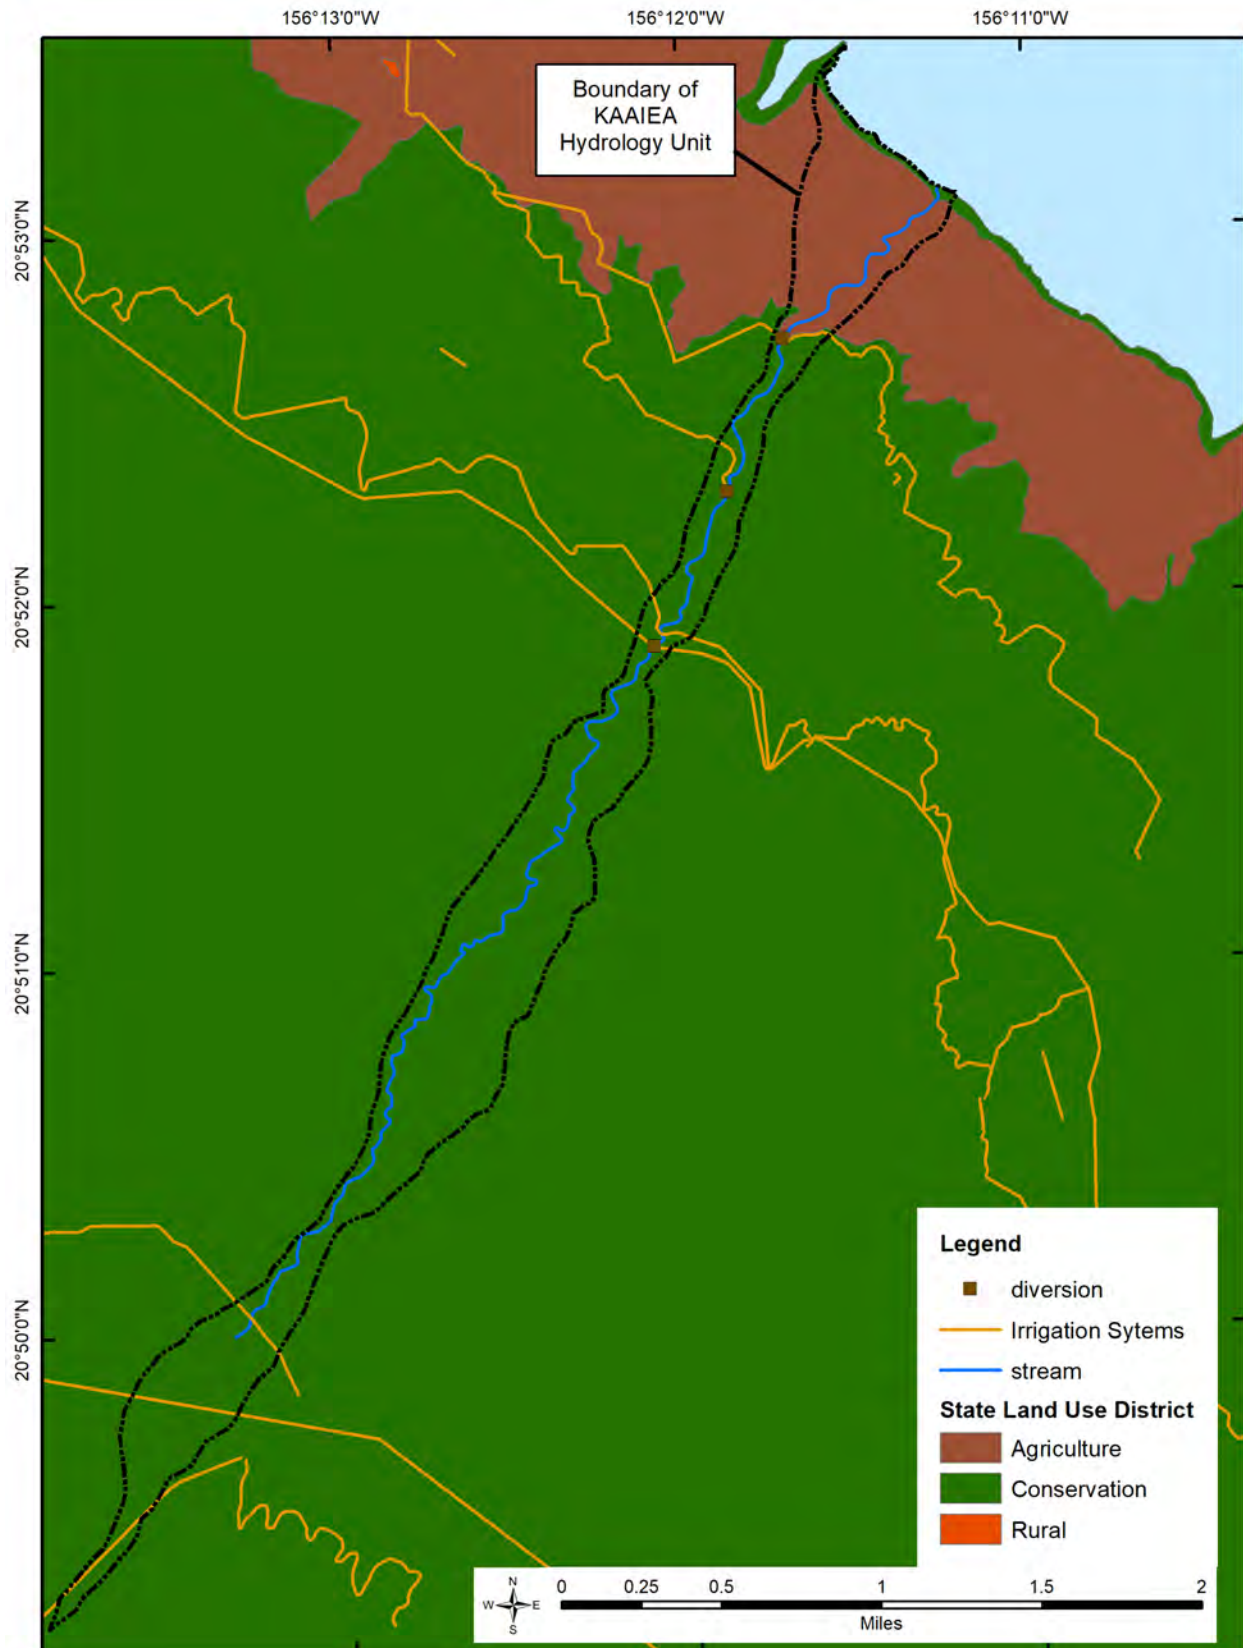 156°13'0"W
156°12'0"W
156°11'0"W
Boundary of
KAAIEA
Hydrology Unit
20°53'0"N
20°52'0"N
20°51'0"N
20°50'0"N
Legend
diversion
Irrigation Sytems
stream
State Land Use District
Agriculture
Conservation
Rural
N
W E
S
0 0.25 0.5 1 1.5 2
Miles